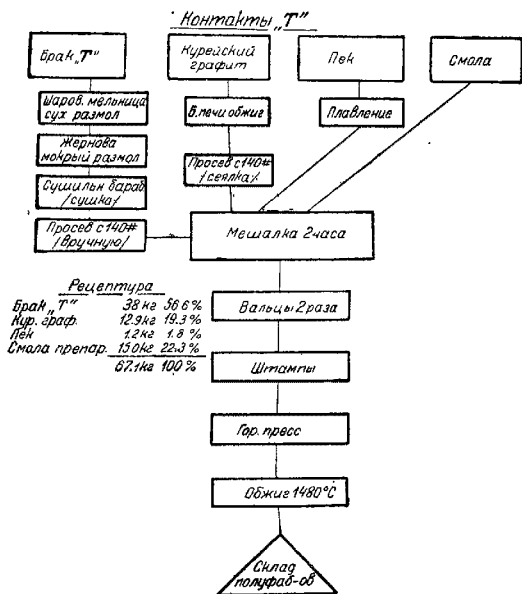 Контакты „Т"
Брак „Т"
Курейский
графит
Пек
Смола
Шаров. мельница
сух размол
Б.печи обжиг
Плавление
Жернова
мокрый размол
Просев с 140#
/сеялка/
Сушильн бараб
/сушка/
Просев с 140#
/вручную/
Мешалка 2 часа
Рецептура
Брак „Т" 38 кг 56.6 %
Кур. граф. 12.9 кг 19.3 %
Пек 1.2 кг 1.8 %
Смола препар. 15.0 кг 22.3 %
67.1 кг 100 %
Вальцы 2 раза
Штампы
Гор. пресс
Обжиг 1480°С
Склад
полуфаб-ов